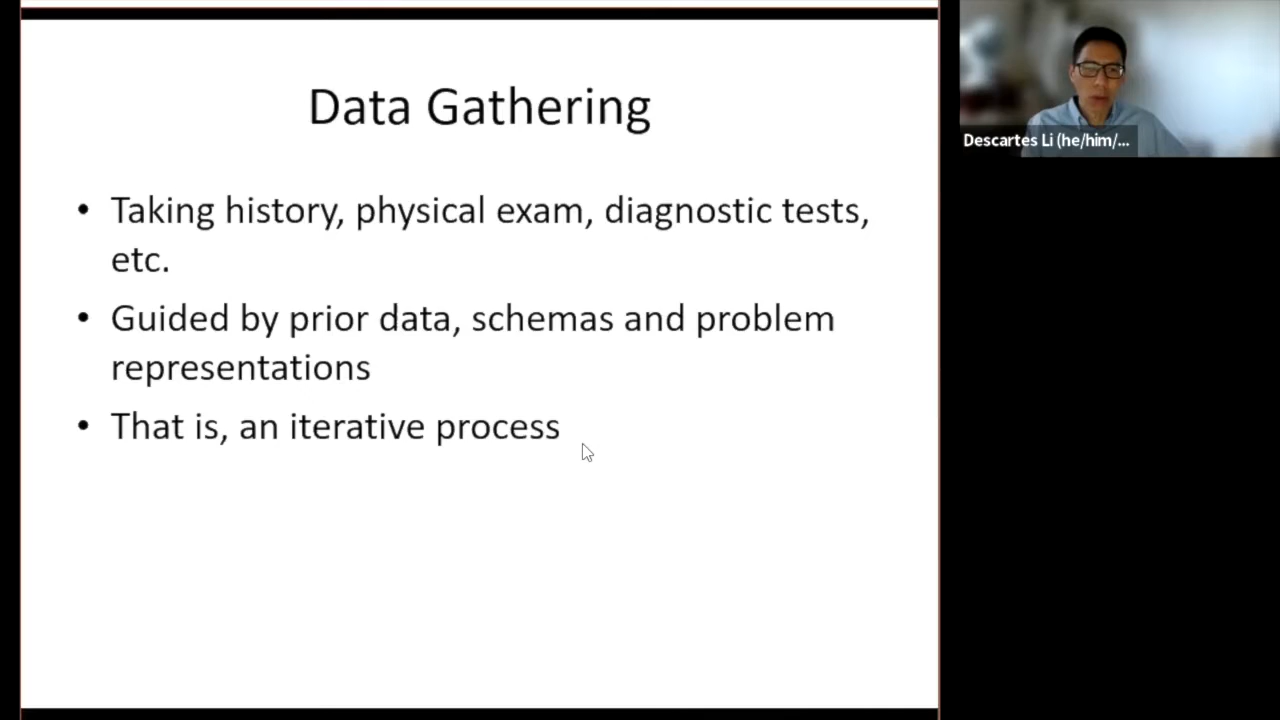 Data Gathering
• Taking history, physical exam, diagnostic tests,
etc.
• Guided by prior data, schemas and problem
representations
• That is, an iterative process
Descartes Li (he/him/...